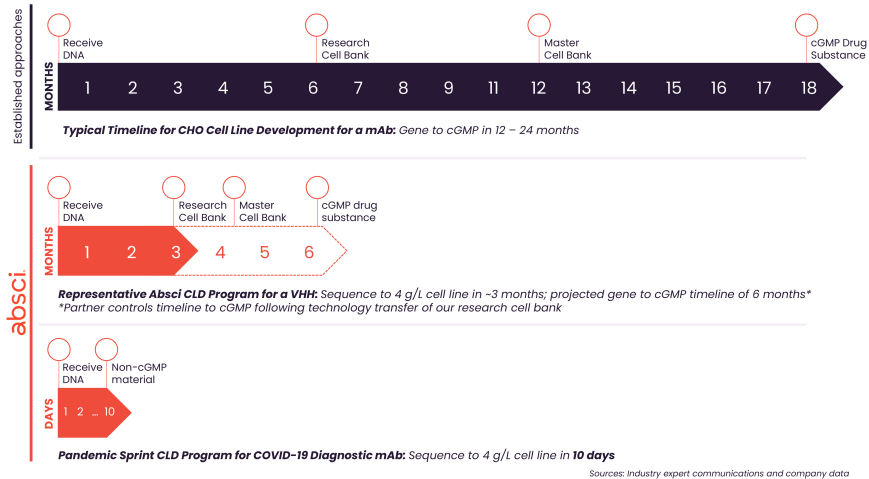 Established approaches
Receive
DNA
Research
Cell Bank
Master
Cell Bank
cGMP Drug
Substance
MONTHS
1 2 3 4 5 6 7 8 9 11 12 13 14 15 16 17 18
Typical Timeline for CHO Cell Line Development for a mAb: Gene to cGMP in 12 – 24 months
absci.
Receive
DNA
Research
Cell Bank
Master
Cell Bank
cGMP drug
substance
MONTHS
1 2 3 4 5 6
Representative Absci CLD Program for a VHH: Sequence to 4 g/L cell line in ~3 months; projected gene to cGMP timeline of 6 months*
*Partner controls timeline to cGMP following technology transfer of our research cell bank
Receive
DNA
Non-cGMP
material
DAYS
1 2 ... 10
Pandemic Sprint CLD Program for COVID-19 Diagnostic mAb: Sequence to 4 g/L cell line in 10 days
Sources: Industry expert communications and company data